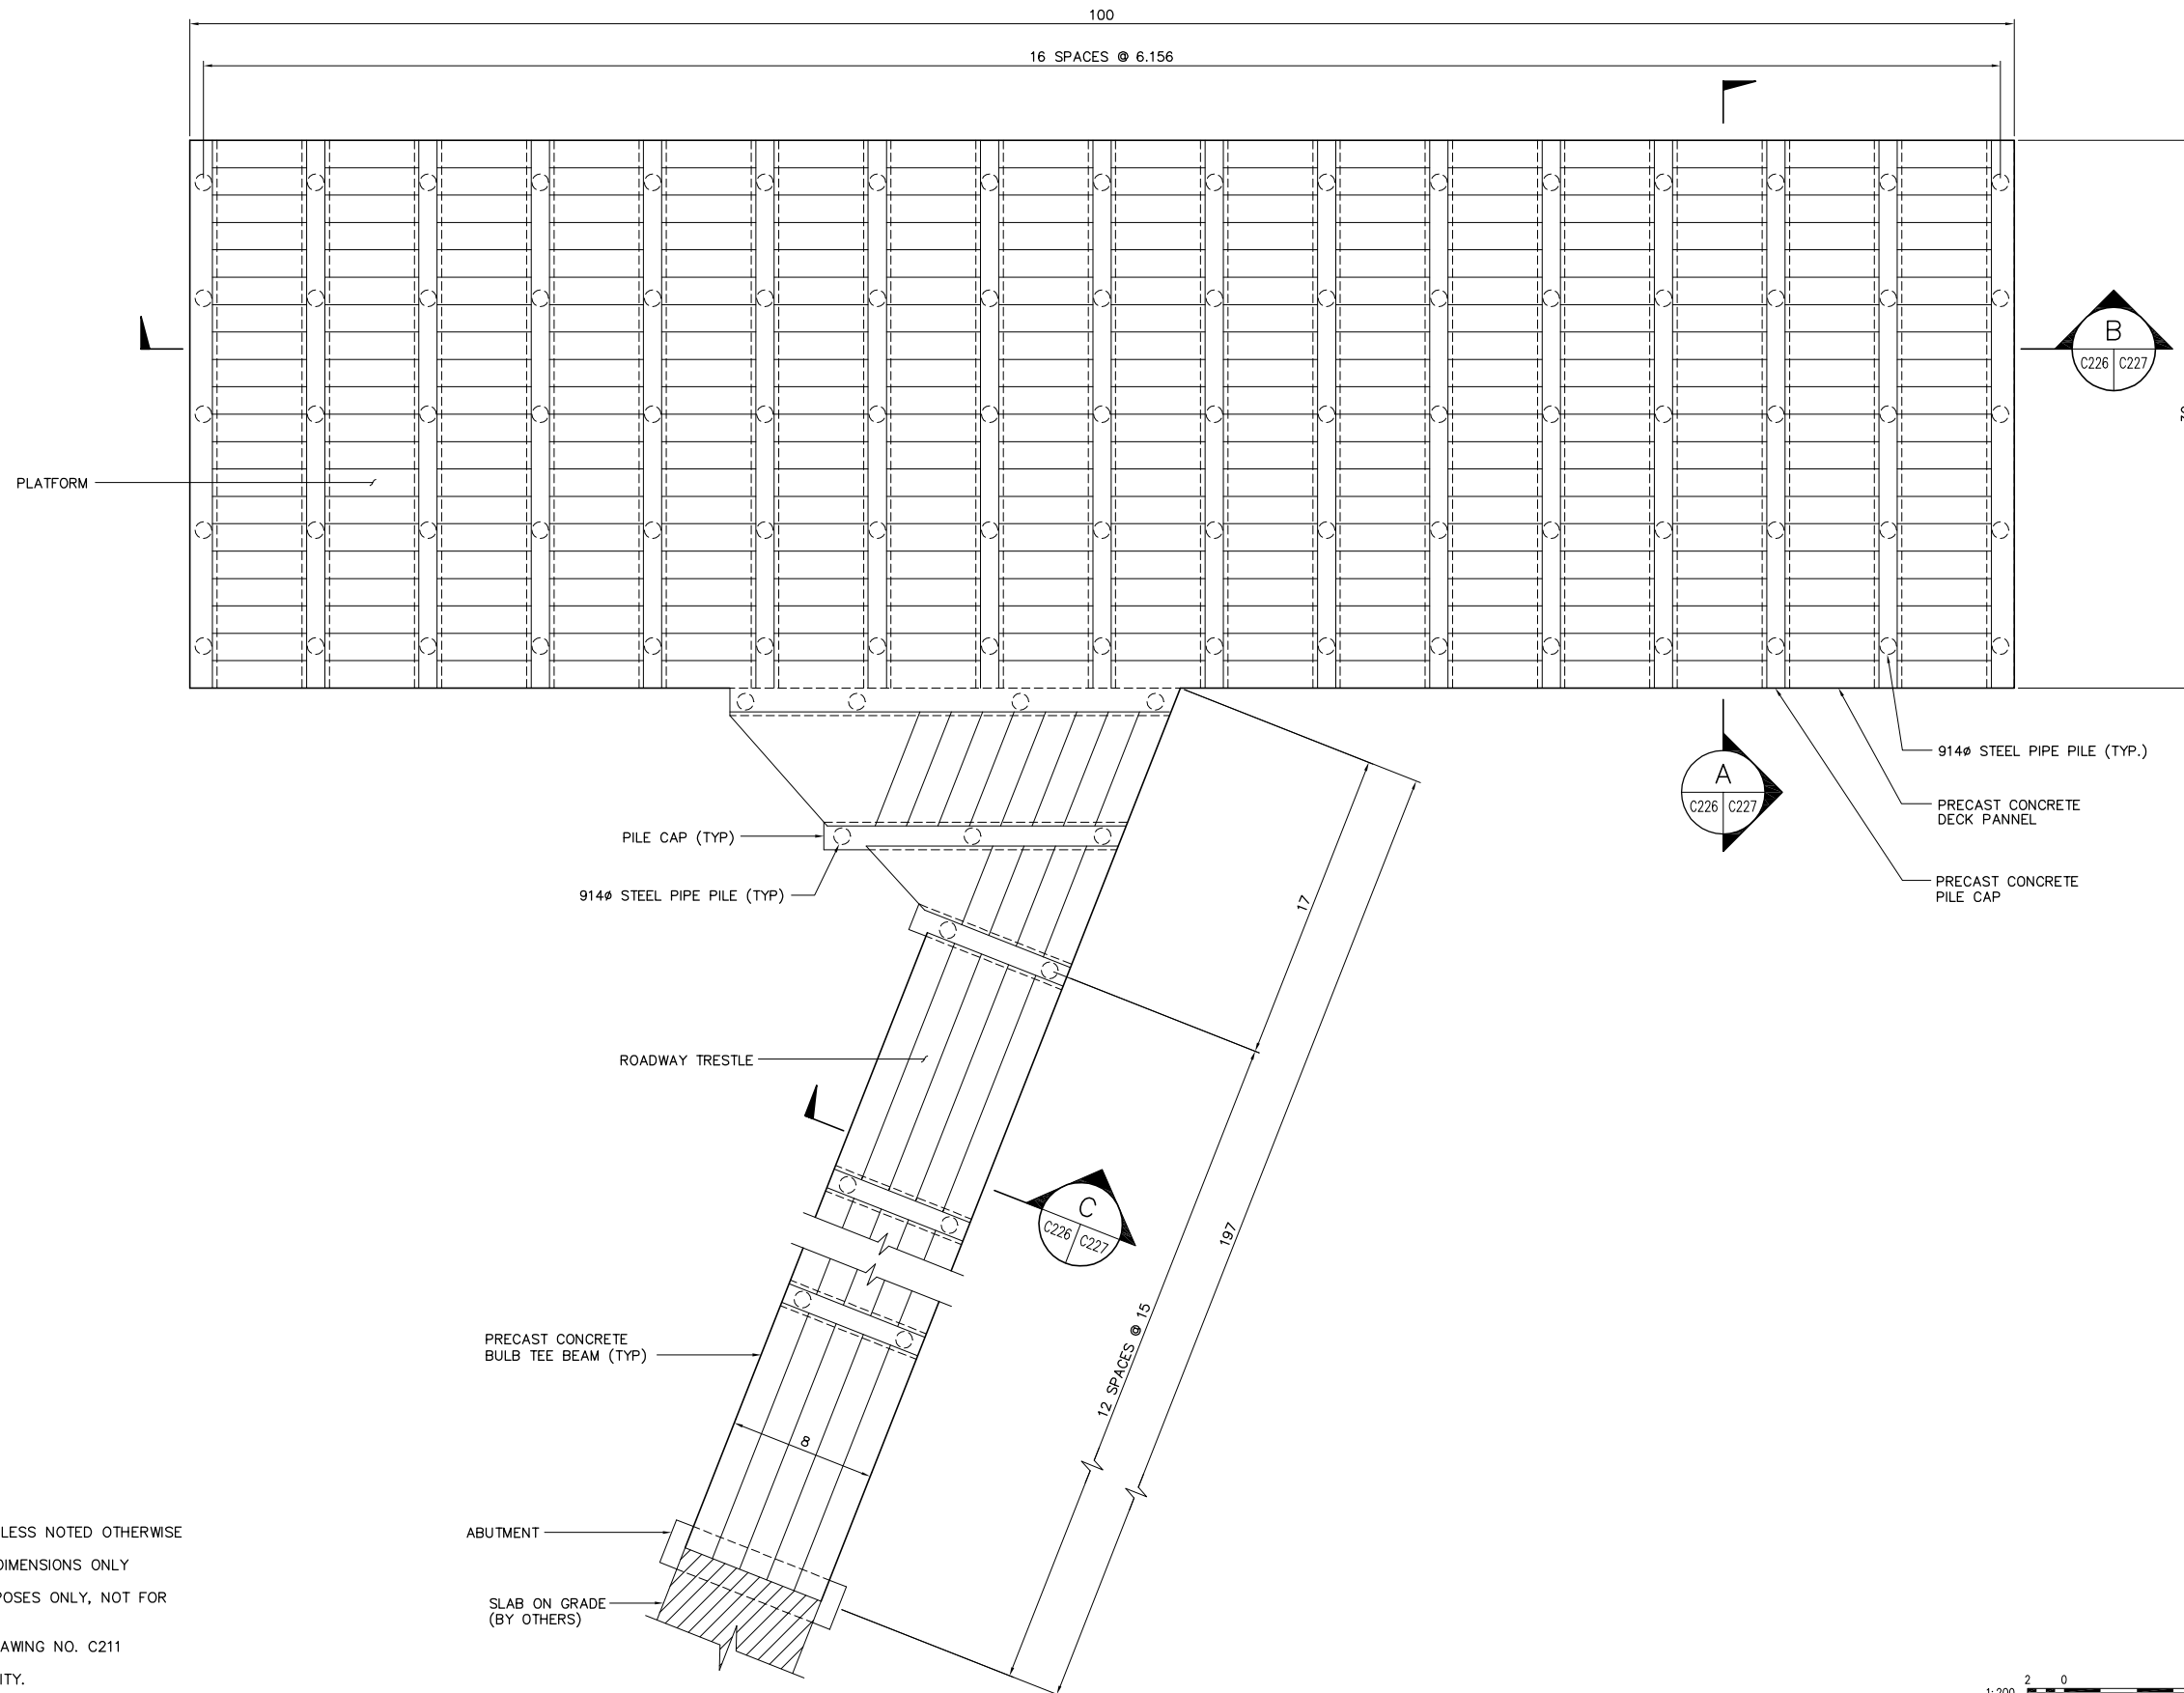 100
16 SPACES @ 6.156
B
C226 C227
PLATFORM
914ø STEEL PIPE PILE (TYP.)
A
C226 C227
PRECAST CONCRETE
DECK PANNEL
PILE CAP (TYP)
PRECAST CONCRETE
PILE CAP
914ø STEEL PIPE PILE (TYP)
17
ROADWAY TRESTLE
C
C226 C227
197
12 SPACES @ 15
PRECAST CONCRETE
BULB TEE BEAM (TYP)
8
LESS NOTED OTHERWISE
ABUTMENT
DIMENSIONS ONLY
POSES ONLY, NOT FOR
SLAB ON GRADE
(BY OTHERS)
AWING NO. C211
ITY.
2 0
1:200